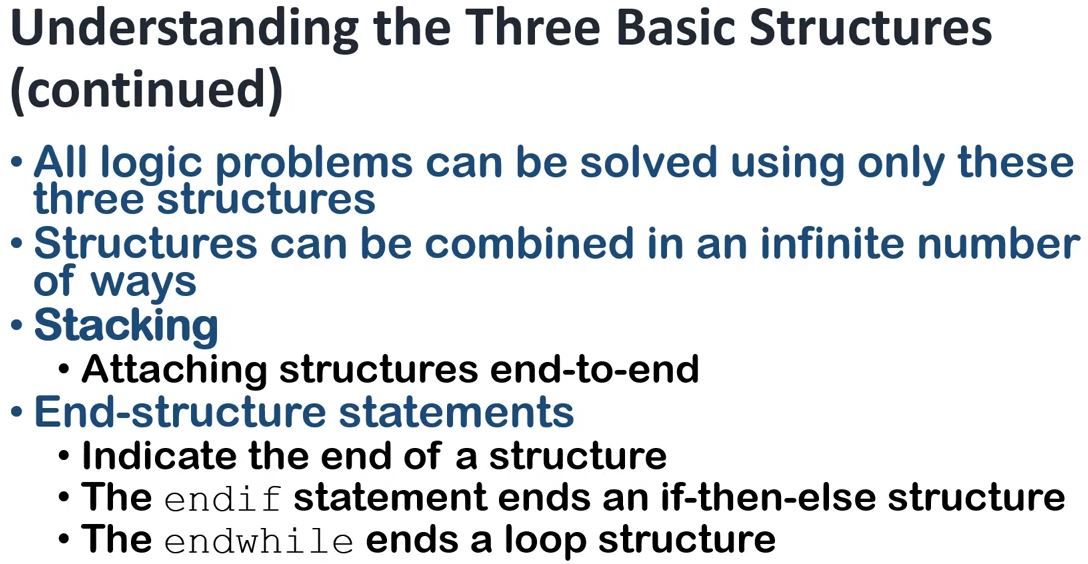 Understanding the Three Basic Structures
(continued)
• All logic problems can be solved using only these
three structures
• Structures can be combined in an infinite number
of ways
• Stacking
• Attaching structures end-to-end
• End-structure statements
• Indicate the end of a structure
• The endif statement ends an if-then-else structure
• The endwhile ends a loop structure